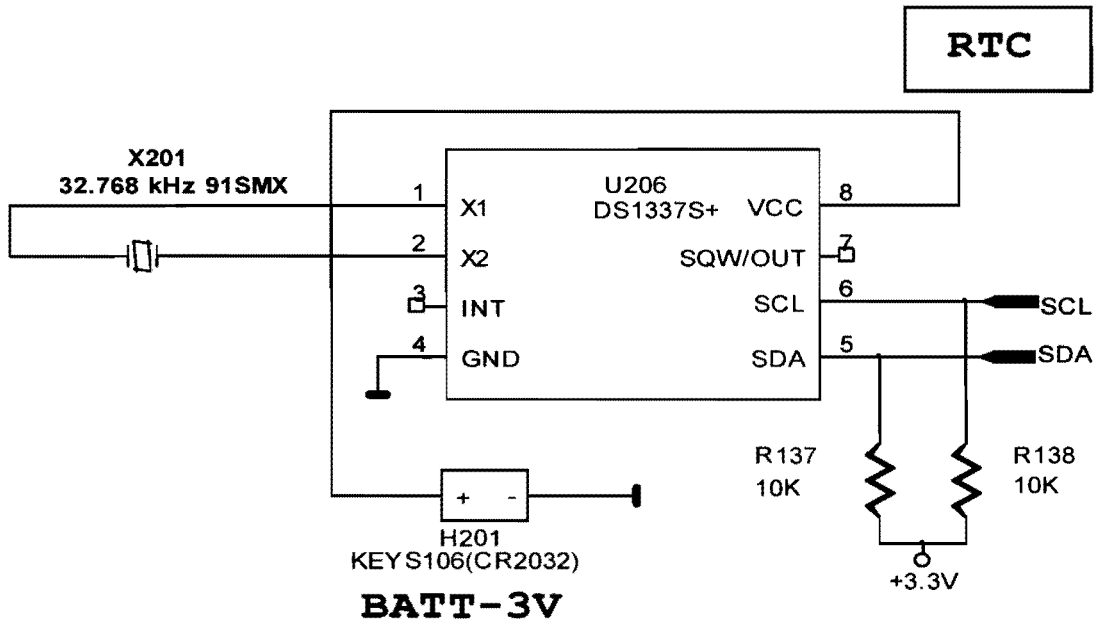 RTC
X201
32.768 kHz 91SMX
U206
DS1337S+
1
X1
VCC
8
2
X2
SQW/OUT
7
3
INT
SCL
6
SCL
4
GND
SDA
5
SDA
R137
10K
R138
10K
+ -
H201
KEYS106(CR2032)
+3.3V
BATT-3V